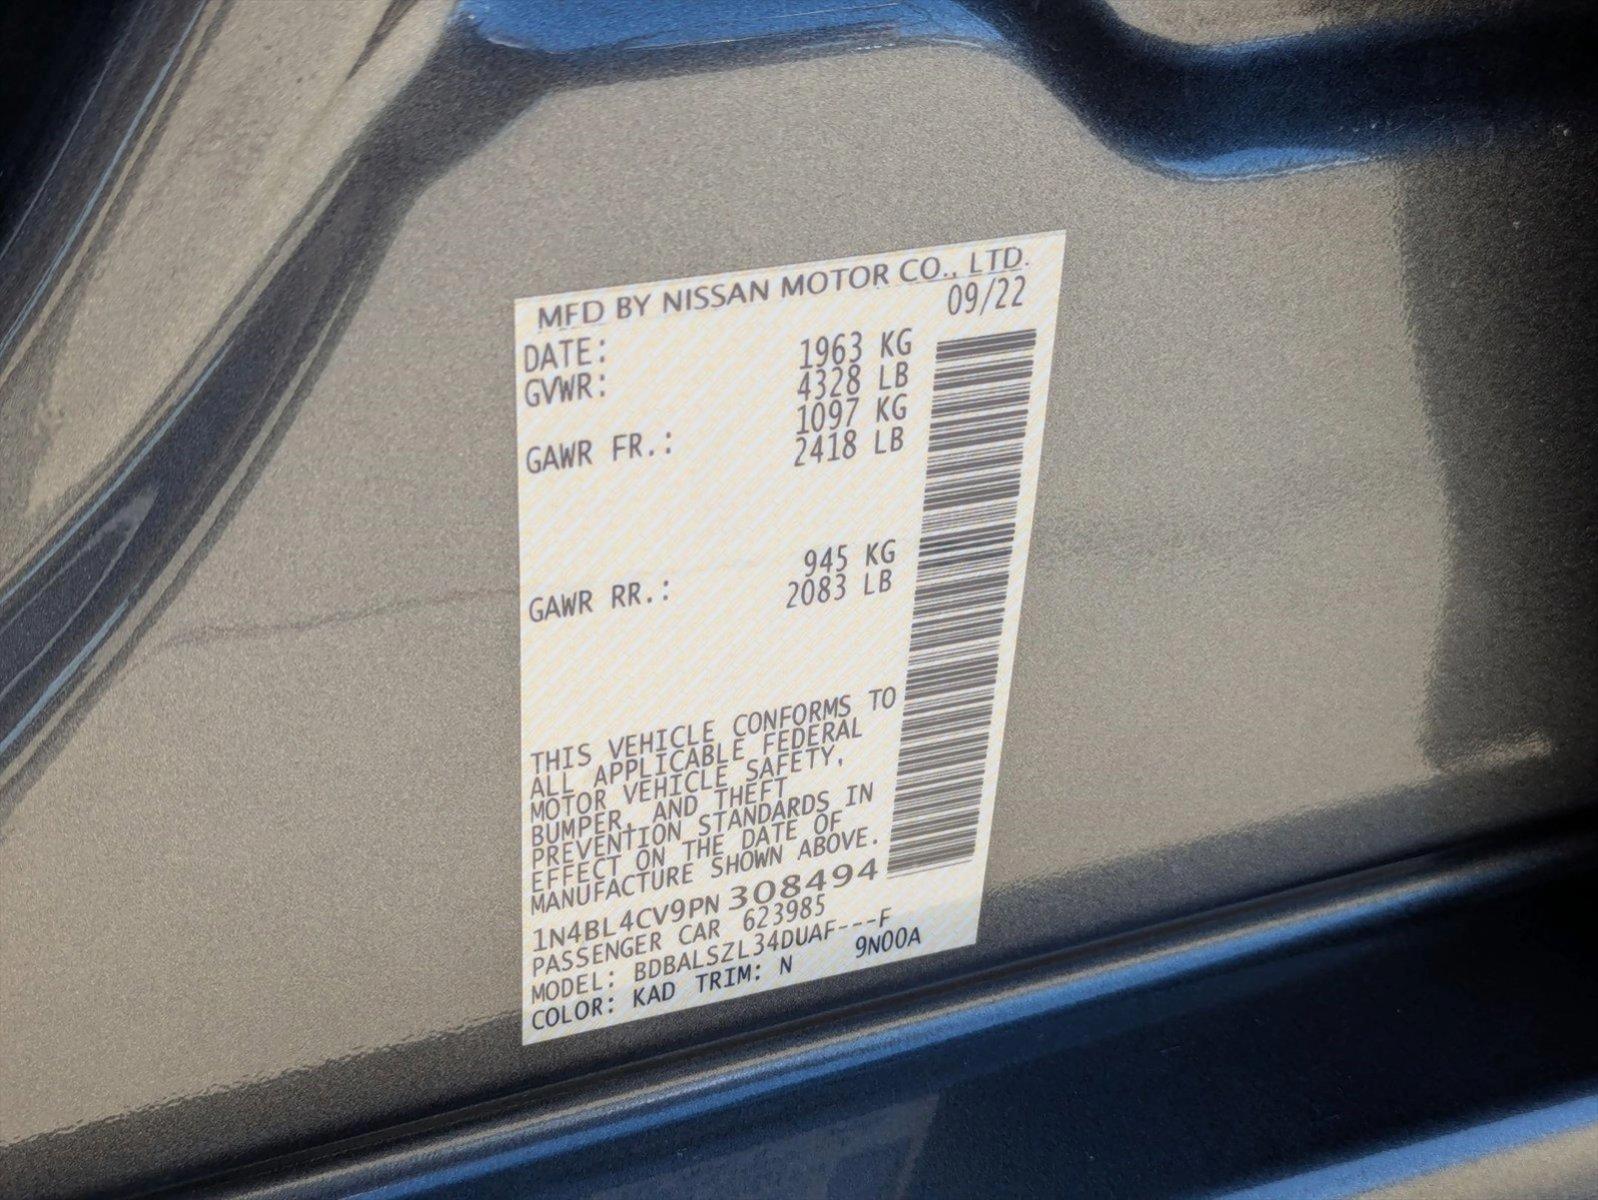 MFD BY NISSAN MOTOR CO., LTD.
DATE: 09/22
GVWR: 1963 KG
4328 LB
GAWR FR.: 1097 KG
2418 LB
GAWR RR.: 945 KG
2083 LB
THIS VEHICLE CONFORMS TO
ALL APPLICABLE FEDERAL
MOTOR VEHICLE SAFETY,
BUMPER, AND THEFT
PREVENTION STANDARDS IN
EFFECT ON THE DATE OF
MANUFACTURE SHOWN ABOVE.
1N4BL4CV9PN308494
PASSENGER CAR 623985
MODEL: BDBALSZL34DUAF---F
COLOR: KAD TRIM: N 9N00A